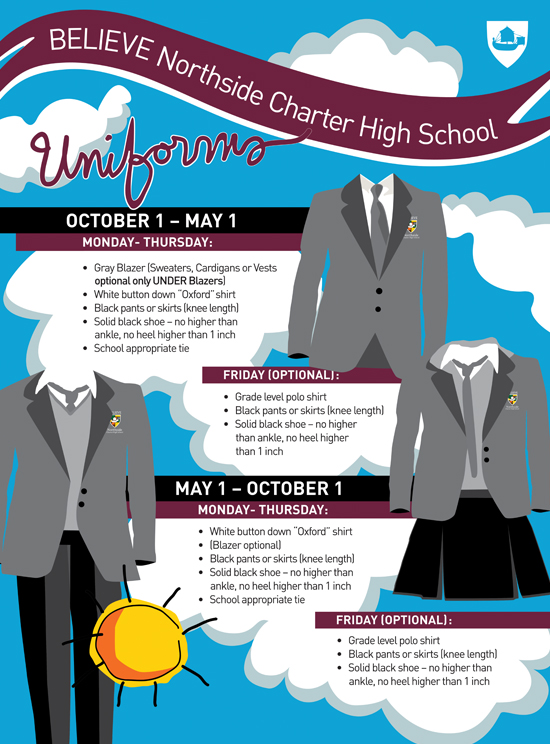 BELIEVE Northside Charter High School
Uniforms
OCTOBER 1 – MAY 1
MONDAY- THURSDAY:
• Gray Blazer (Sweaters, Cardigans or Vests
optional only UNDER Blazers)
• White button down “Oxford” shirt
• Black pants or skirts (knee length)
• Solid black shoe – no higher than
ankle, no heel higher than 1 inch
• School appropriate tie
FRIDAY (OPTIONAL):
• Grade level polo shirt
• Black pants or skirts (knee length)
• Solid black shoe – no higher
than ankle, no heel higher
than 1 inch
MAY 1 – OCTOBER 1
MONDAY- THURSDAY:
• White button down “Oxford” shirt
• (Blazer optional)
• Black pants or skirts (knee length)
• Solid black shoe – no higher than
ankle, no heel higher than 1 inch
• School appropriate tie
FRIDAY (OPTIONAL):
• Grade level polo shirt
• Black pants or skirts (knee length)
• Solid black shoe – no higher than
ankle, no heel higher than 1 inch